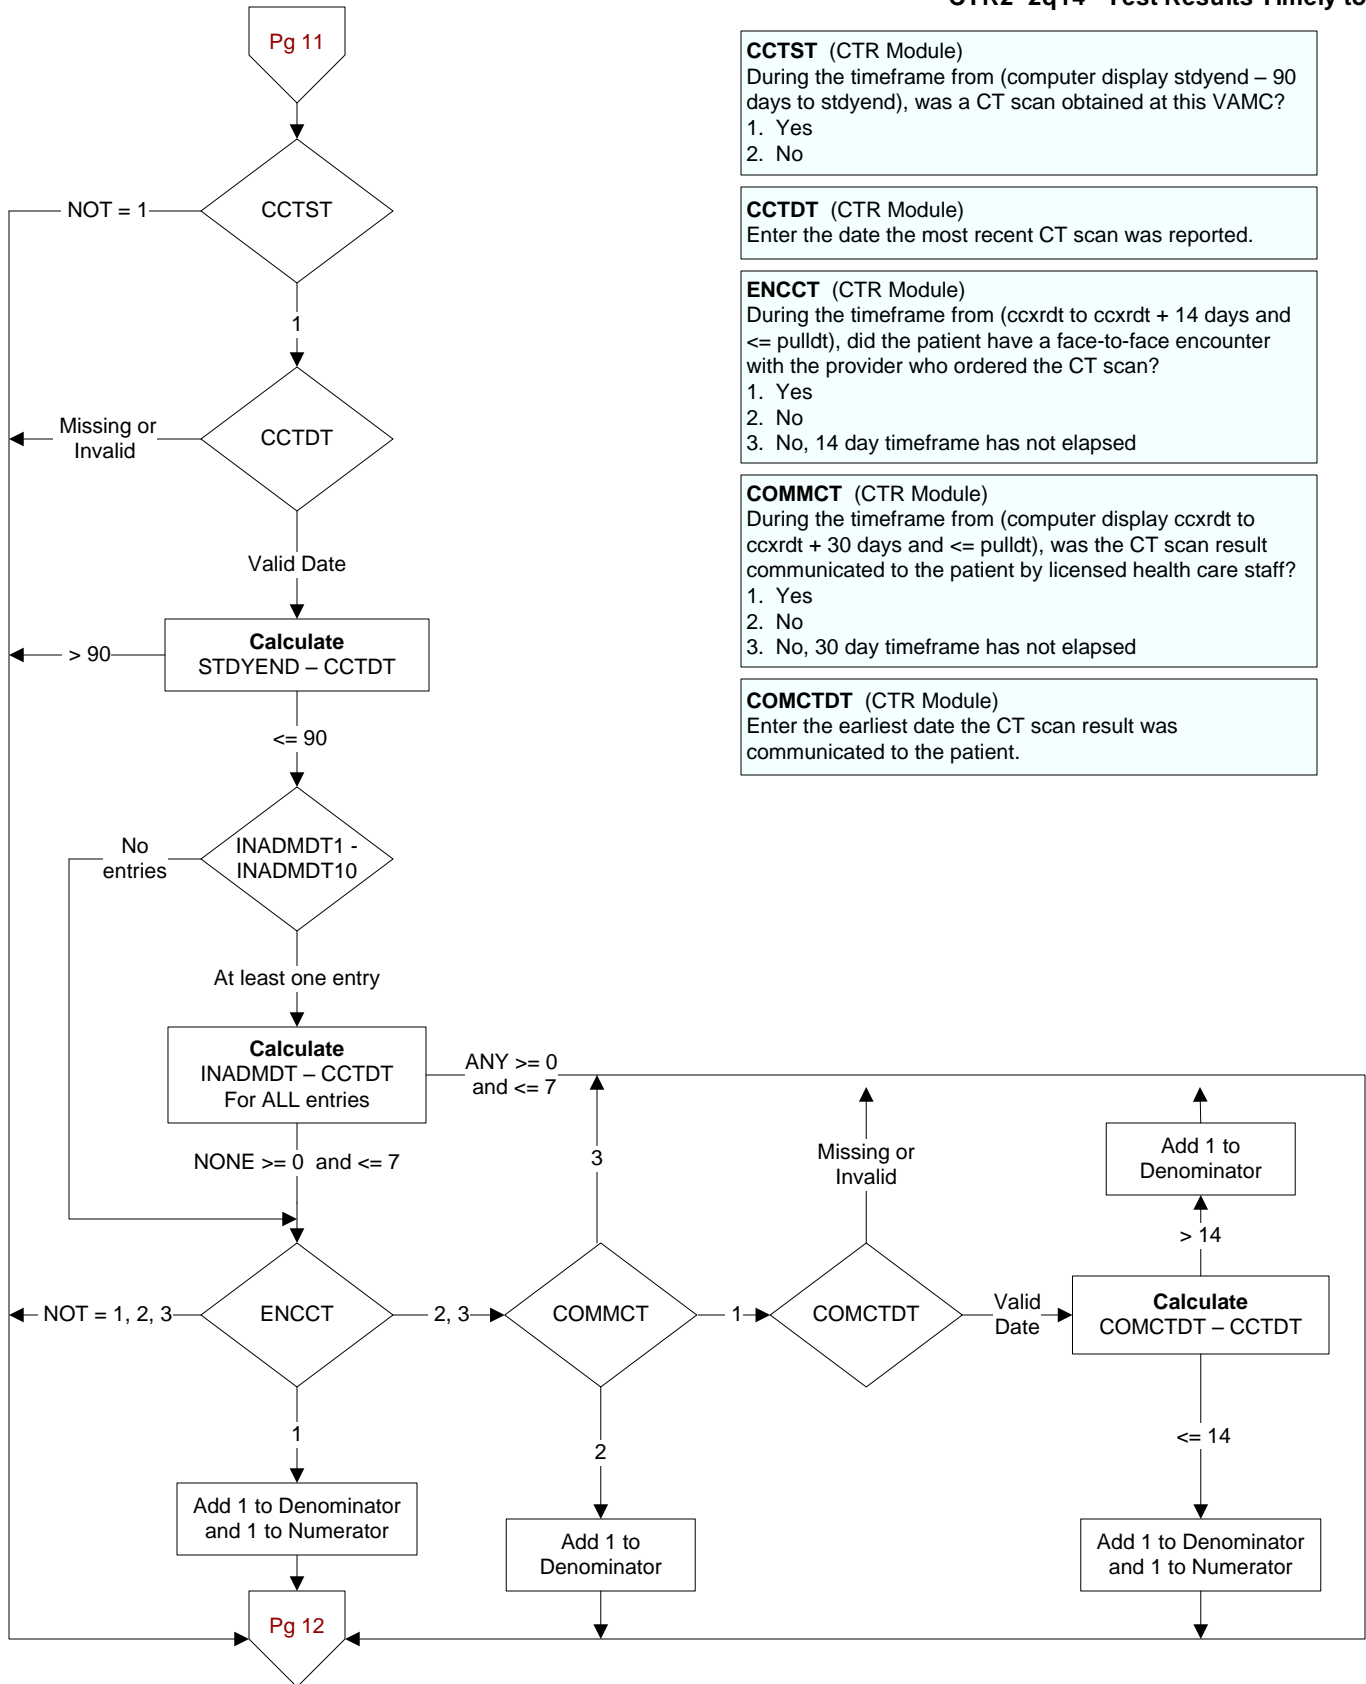 CTR2 2q14 Test Results Timely to
Pg 11
CCTST (CTR Module)
During the timeframe from (computer display stdyend – 90
days to stdyend), was a CT scan obtained at this VAMC?
1. Yes
2. No
CCTDT (CTR Module)
Enter the date the most recent CT scan was reported.
ENCCT (CTR Module)
During the timeframe from (ccxrdt to ccxrdt + 14 days and
<= pulldt), did the patient have a face-to-face encounter
with the provider who ordered the CT scan?
1. Yes
2. No
3. No, 14 day timeframe has not elapsed
COMMCT (CTR Module)
During the timeframe from (computer display ccxrdt to
ccxrdt + 30 days and <= pulldt), was the CT scan result
communicated to the patient by licensed health care staff?
1. Yes
2. No
3. No, 30 day timeframe has not elapsed
COMCTDT (CTR Module)
Enter the earliest date the CT scan result was
communicated to the patient.
NOT = 1
CCTST
1
Missing or
Invalid
CCTDT
Valid Date
> 90
Calculate
STDYEND – CCTDT
<= 90
No
entries
INADMDT1 -
INADMDT10
At least one entry
Calculate
INADMDT – CCTDT
For ALL entries
ANY >= 0
and <= 7
NONE >= 0 and <= 7
3
Missing or
Invalid
Add 1 to
Denominator
> 14
NOT = 1, 2, 3
ENCCT
2, 3
COMMCT
1
COMCTDT
Valid
Date
Calculate
COMCTDT – CCTDT
1
2
<= 14
Add 1 to Denominator
and 1 to Numerator
Add 1 to
Denominator
Add 1 to Denominator
and 1 to Numerator
Pg 12